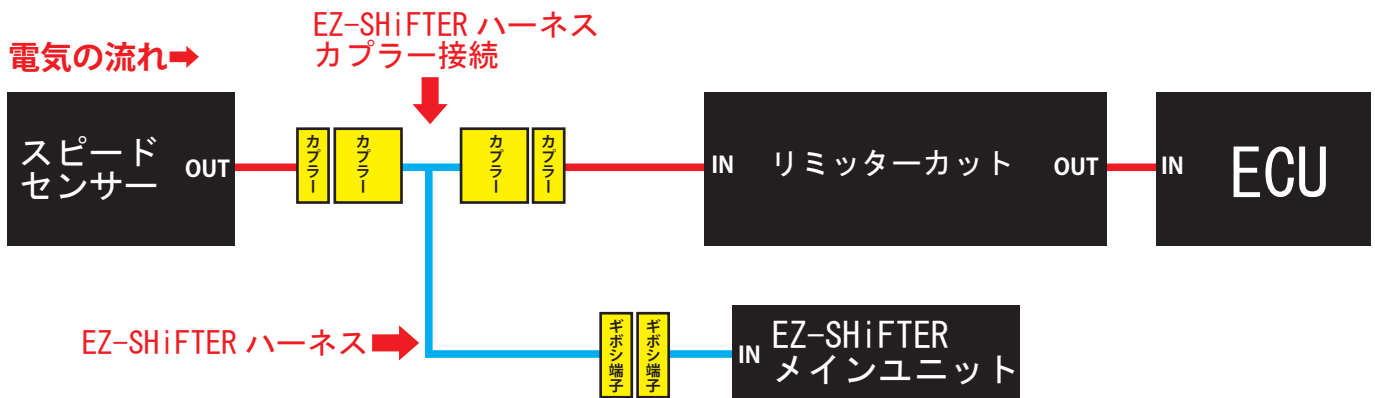 EZ-SHiFTER ハーネス
カプラー接続
電気の流れ➡
スピード
センサー
OUT
カプラー
カプラー
カプラー
カプラー
IN
リミッターカット
OUT
IN
ECU
EZ-SHiFTER ハーネス
ギボシ端子
ギボシ端子
IN
EZ-SHiFTER
メインユニット